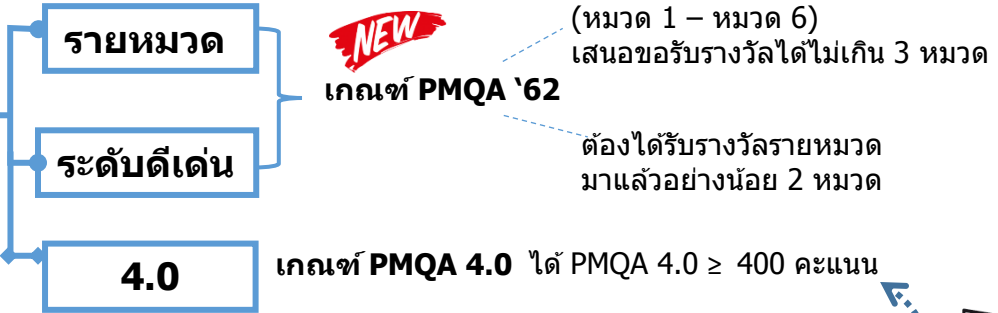 รายหมวด
NEW
(หมวด 1 – หมวด 6)
เสนอขอรับรางวัลได้ไม่เกิน 3 หมวด
เกณฑ์ PMQA ‘62
ระดับดีเด่น
ต้องได้รับรางวัลรายหมวด
มาแล้วอย่างน้อย 2 หมวด
4.0
เกณฑ์ PMQA 4.0 ได้ PMQA 4.0 ≥ 400 คะแนน